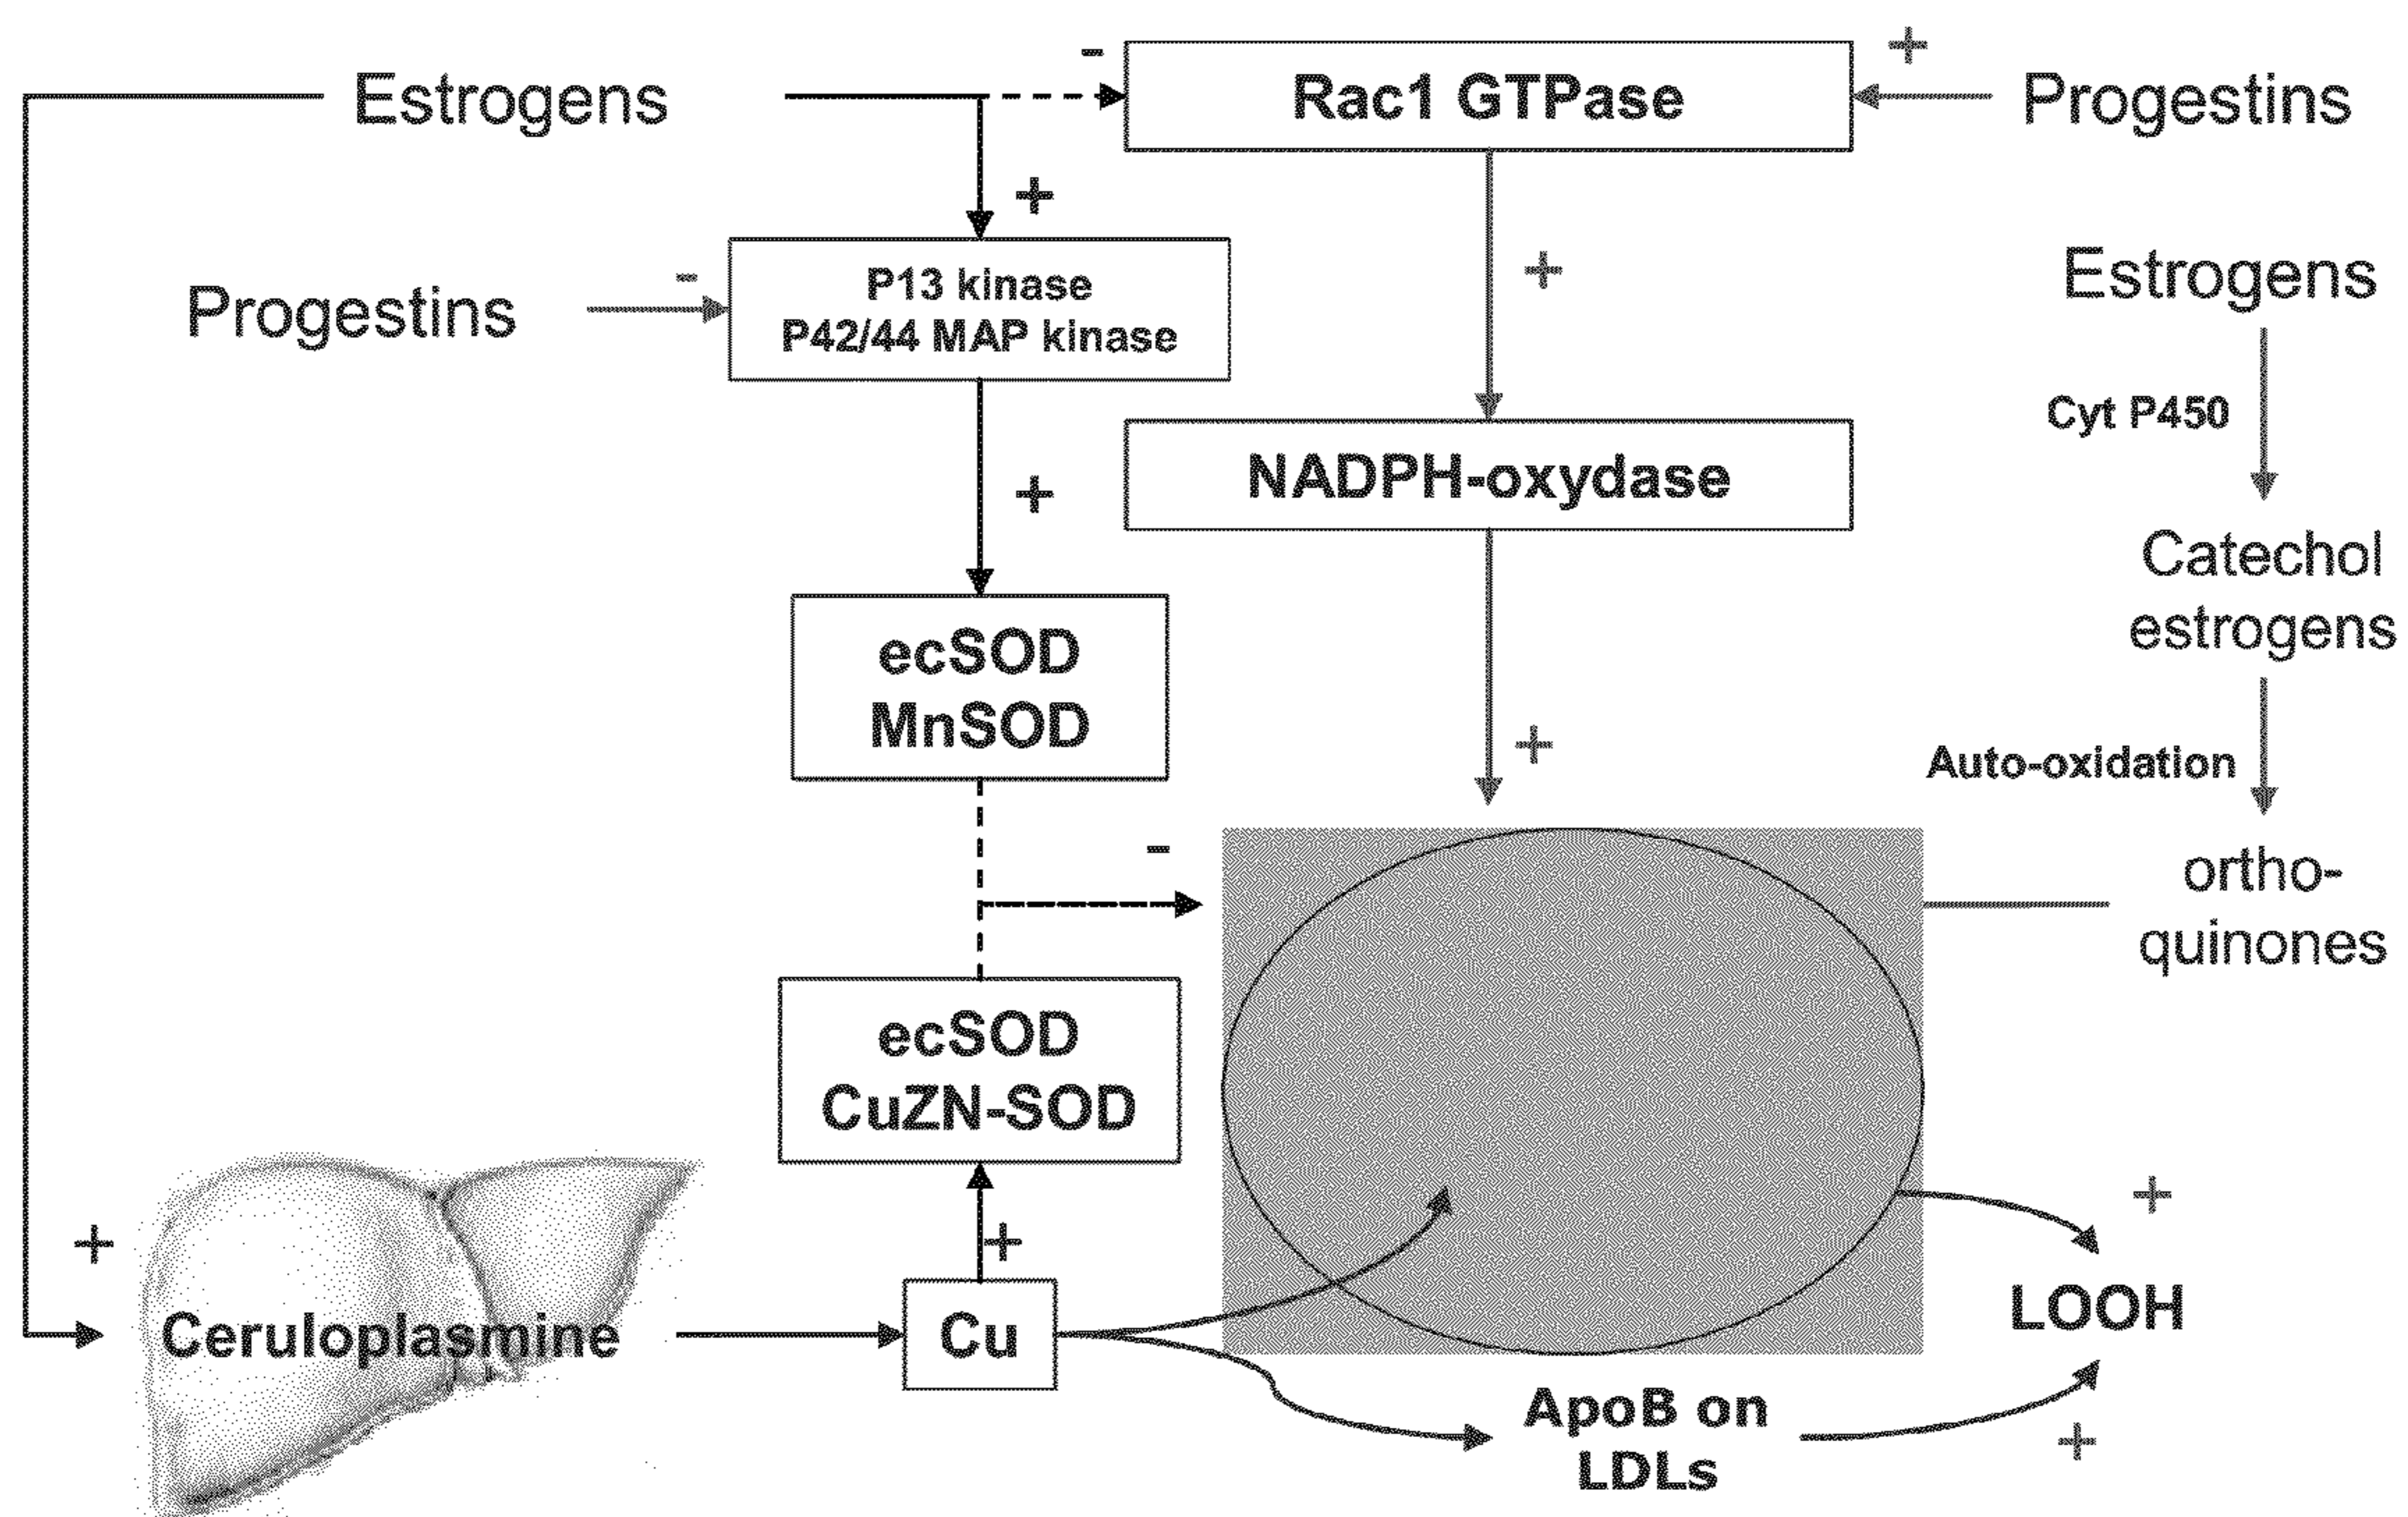 -
+
Estrogens
Rac1 GTPase
Progestins
+
+
Progestins
-
P13 kinase
P42/44 MAP kinase
Estrogens
Cyt P450
NADPH-oxydase
+
Catechol
estrogens
ecSOD
MnSOD
+
Auto-oxidation
-
ortho-
quinones
ecSOD
CuZN-SOD
+
+
+
Ceruloplasmine
Cu
LOOH
ApoB on
LDLs
+